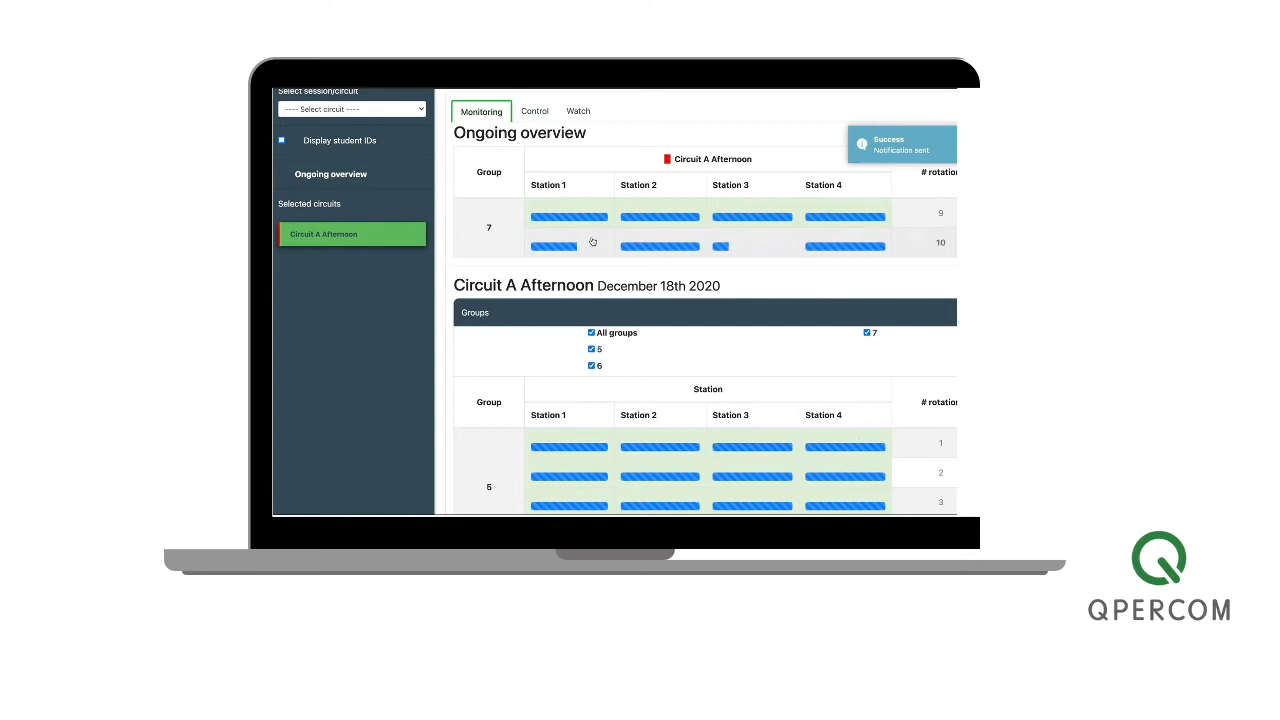 Select session/circuit
---- Select circuit ----
Display student IDs
Ongoing overview
Selected circuits
Circuit A Afternoon
Monitoring Control Watch
Ongoing overview
Success
Notification sent
Group Circuit A Afternoon # rotatio
Station 1 Station 2 Station 3 Station 4
7
9
10
Circuit A Afternoon December 18th 2020
Groups
All groups 7
5
6
Group Station # rotatio
Station 1 Station 2 Station 3 Station 4
5
1
2
3
QPERCOM